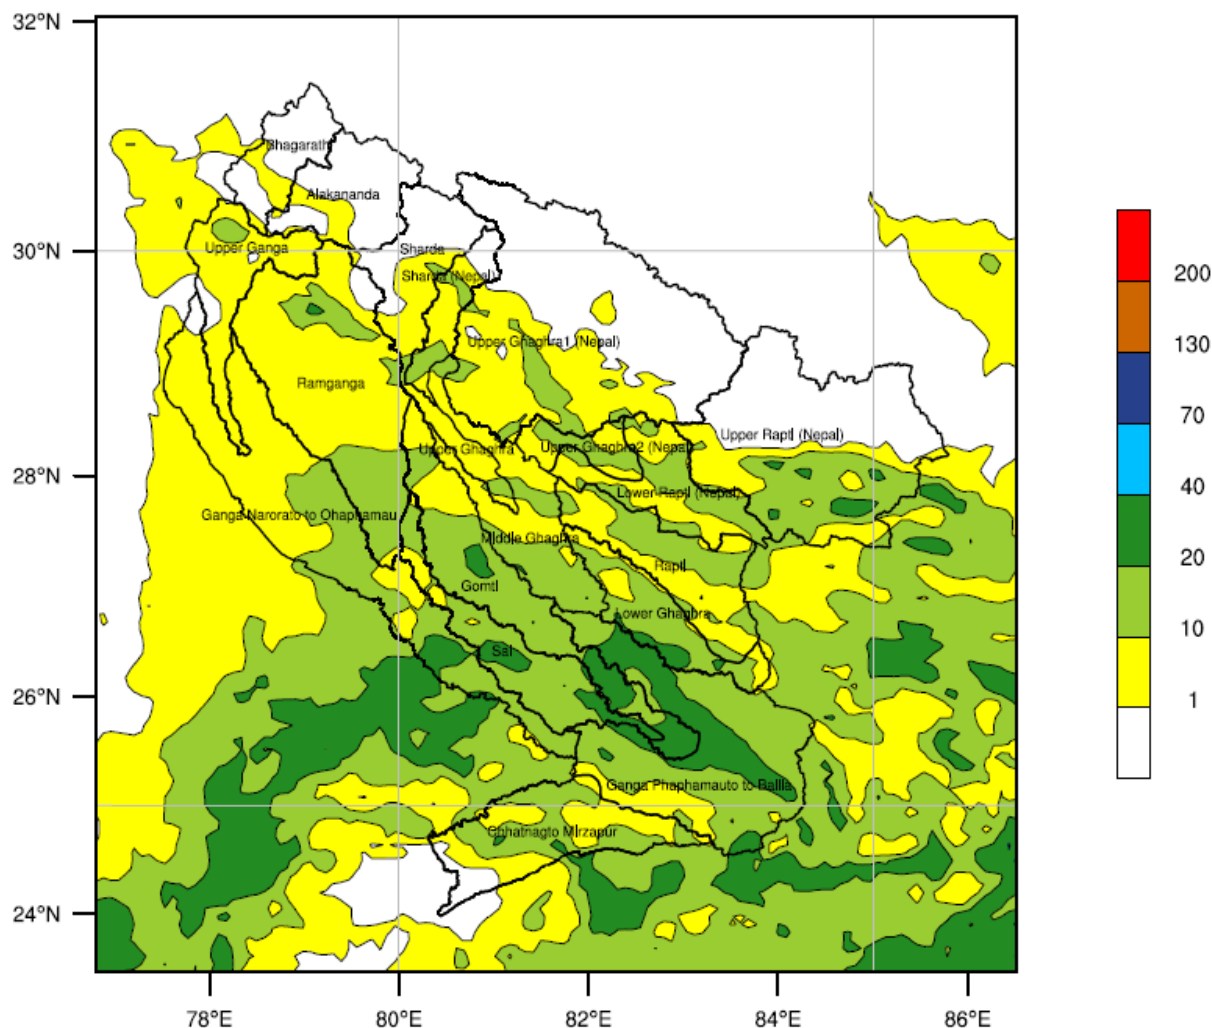 32°N
Bhagarath
Alakananda
30°N
Upper Ganga
Sharda
Sharda (Nepal)
200
Upper Ghaghra1 (Nepal)
130
Ramganga
70
Upper Rapti (Nepal)
Upper Ghaghra
Upper Ghaghra2 (Nepal)
28°N
Lower Rapti (Nepal)
40
Ganga Narorato to Ohaphamau
Middle Ghaghra
20
Rapti
Gomti
Lower Ghaghra
10
Sai
26°N
1
Ganga Phaphamauto to Ballia
Chhatnagto Mirzapur
24°N
78°E
80°E
82°E
84°E
86°E